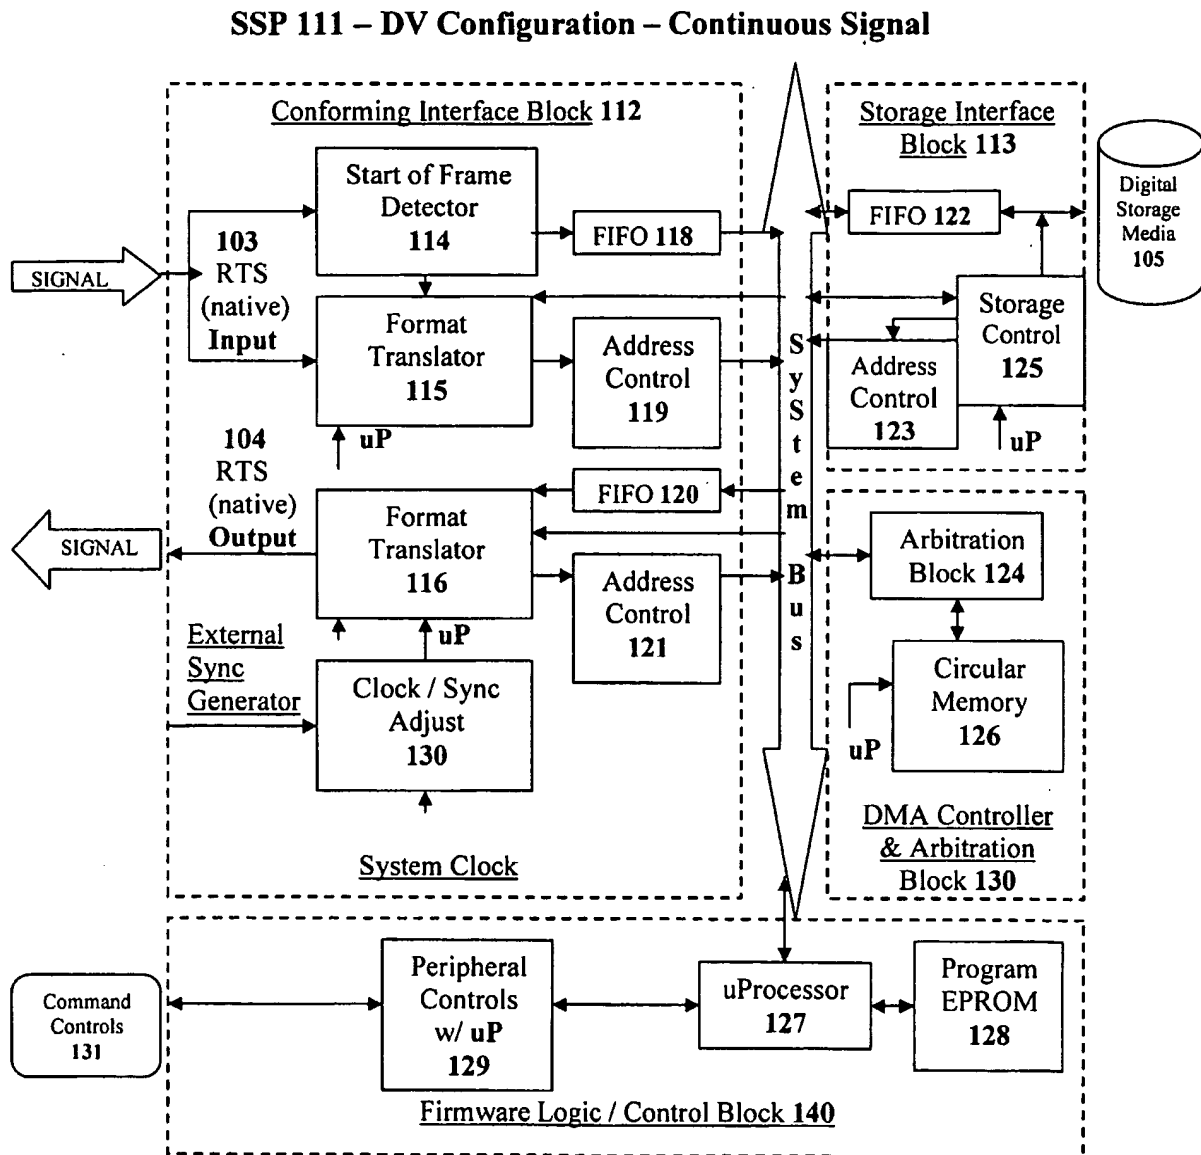 SSP 111 – DV Configuration – Continuous Signal
Conforming Interface Block 112
Start of Frame
Detector
114
FIFO 118
SIGNAL
103
RTS
(native)
Input
Format
Translator
115
Address
Control
119
uP
104
RTS
(native)
Output
SIGNAL
Format
Translator
116
FIFO 120
Address
Control
121
uP
External
Sync
Generator
Clock / Sync
Adjust
130
System Clock
S
y
S
t
e
m
B
u
s
Storage Interface
Block 113
FIFO 122
Storage
Control
125
Address
Control
123
uP
Digital
Storage
Media
105
Arbitration
Block 124
Circular
Memory
126
uP
DMA Controller
& Arbitration
Block 130
Command
Controls
131
Peripheral
Controls
w/ uP
129
uProcessor
127
Program
EPROM
128
Firmware Logic / Control Block 140